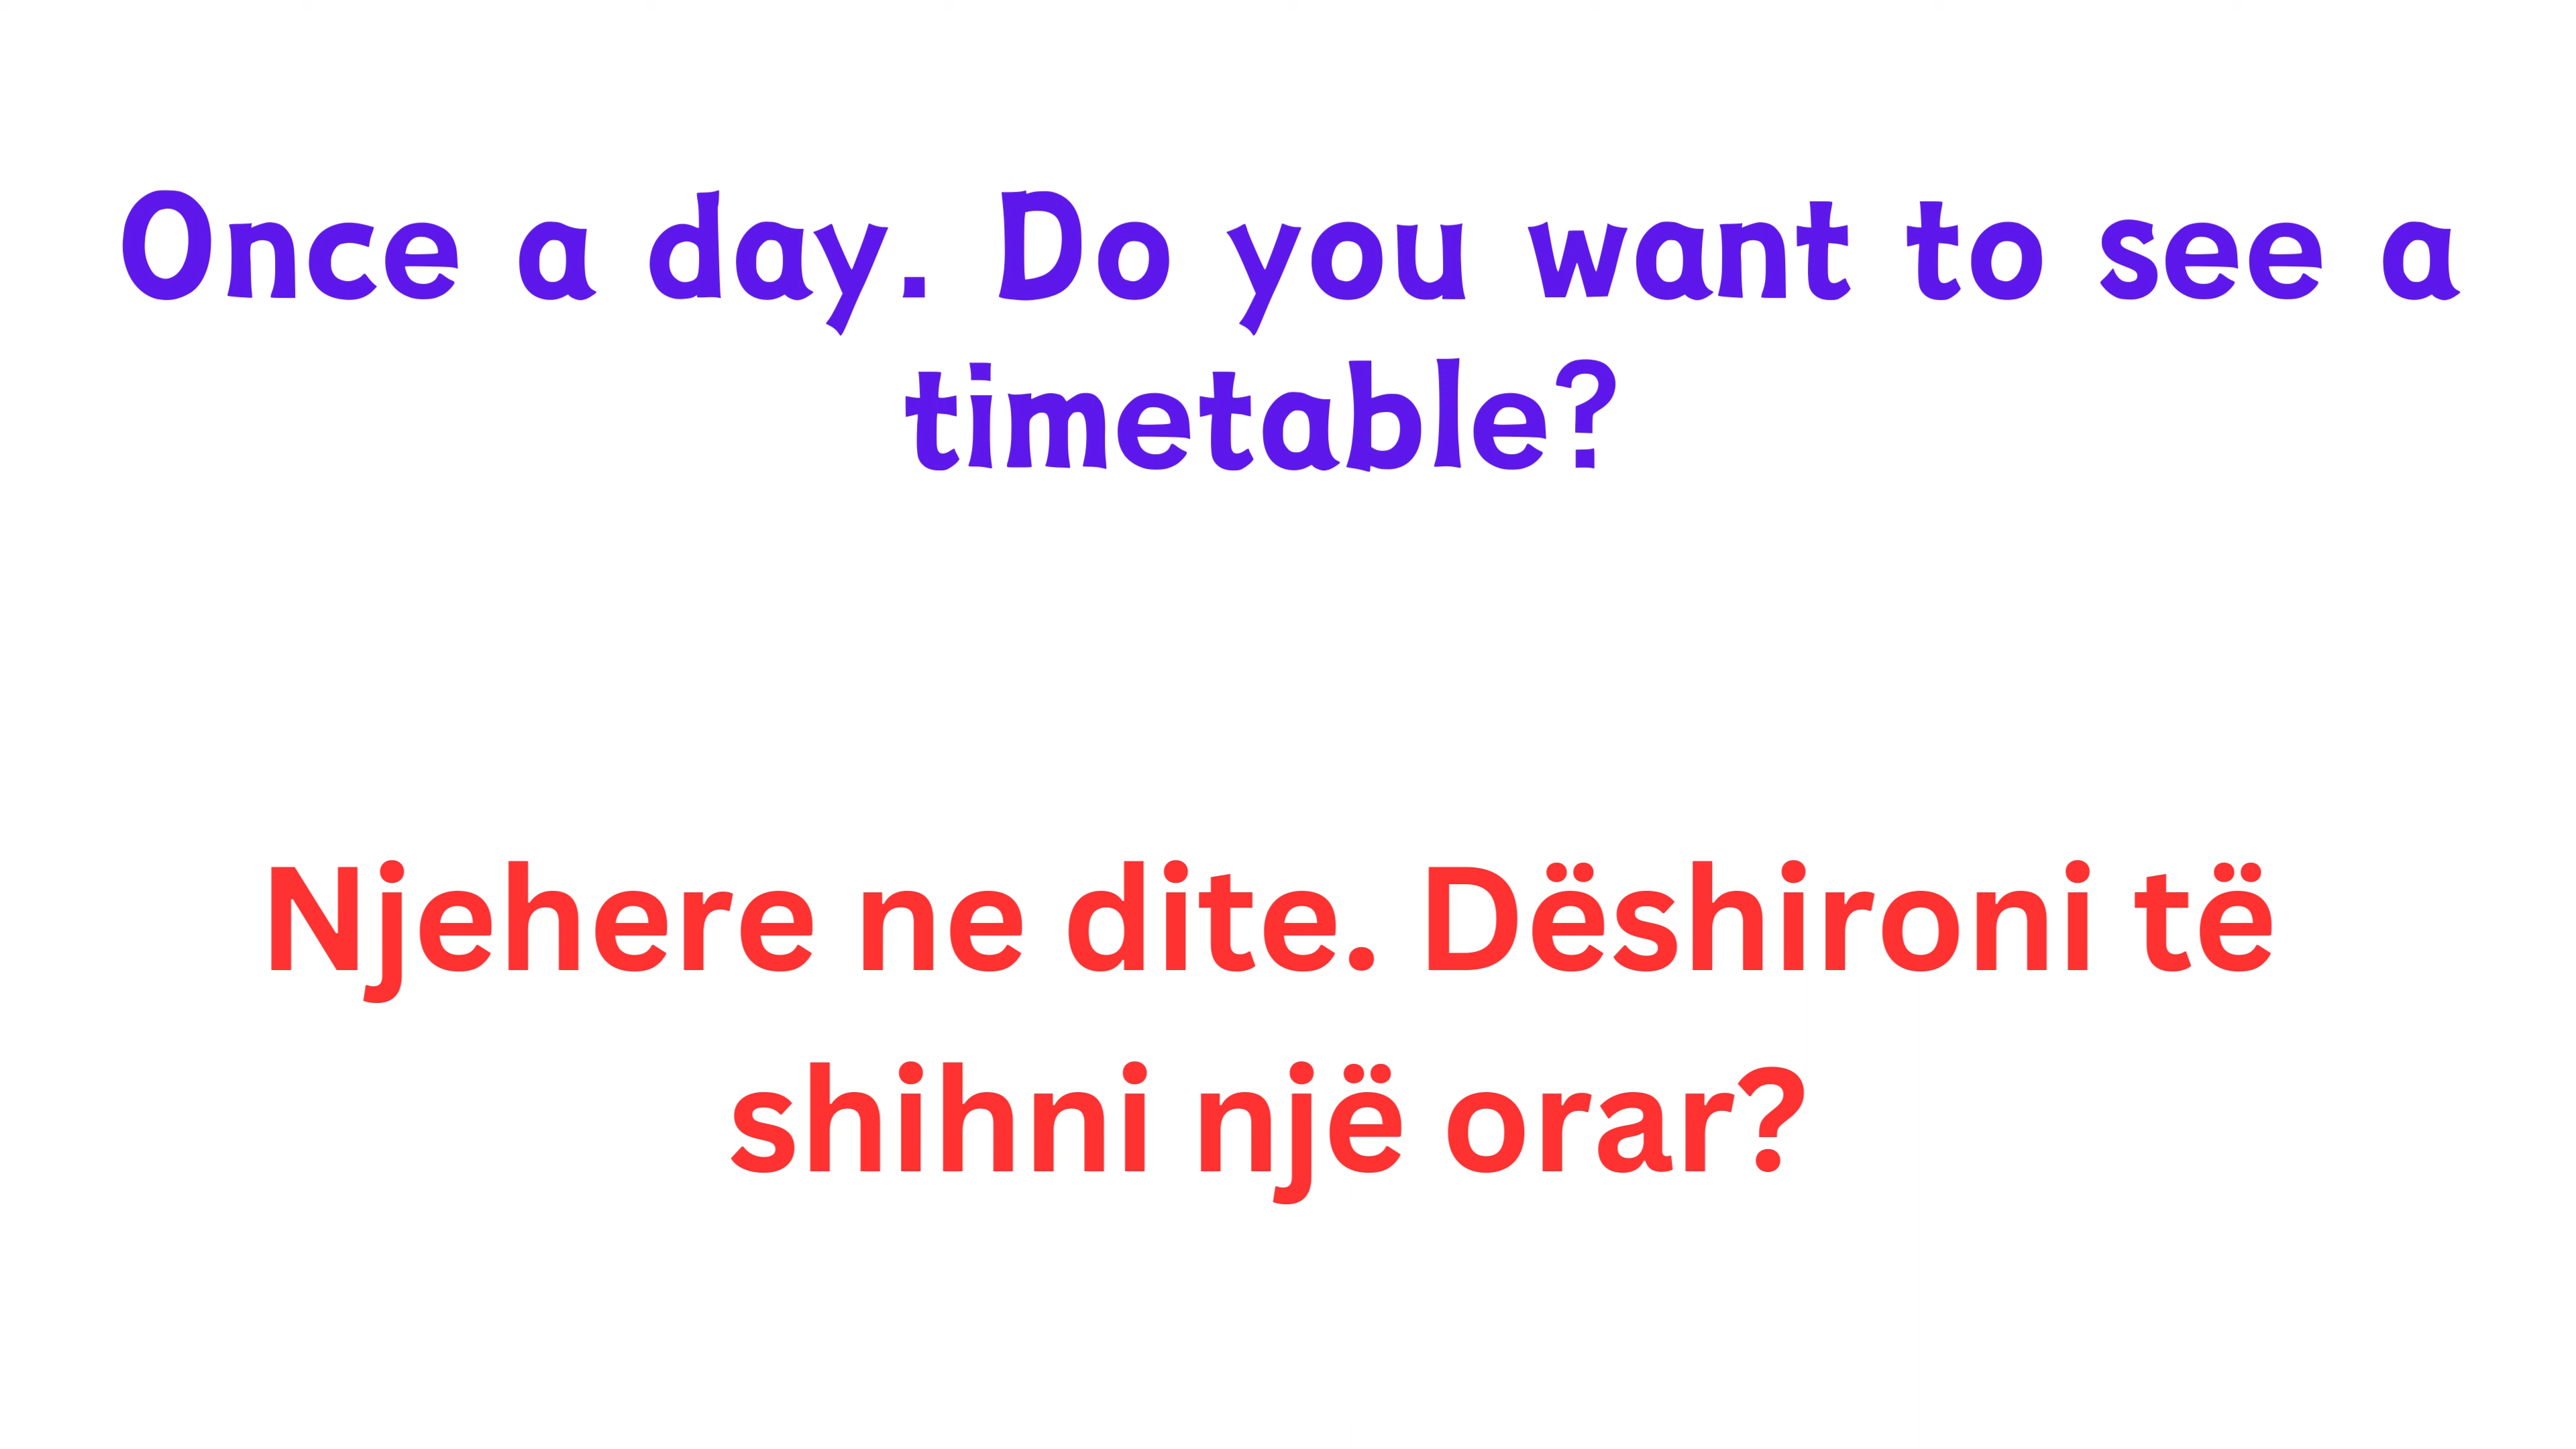 Once a day. Do you want to see a
timetable?
Njehere ne dite. Dëshironi të
shihni një orar?